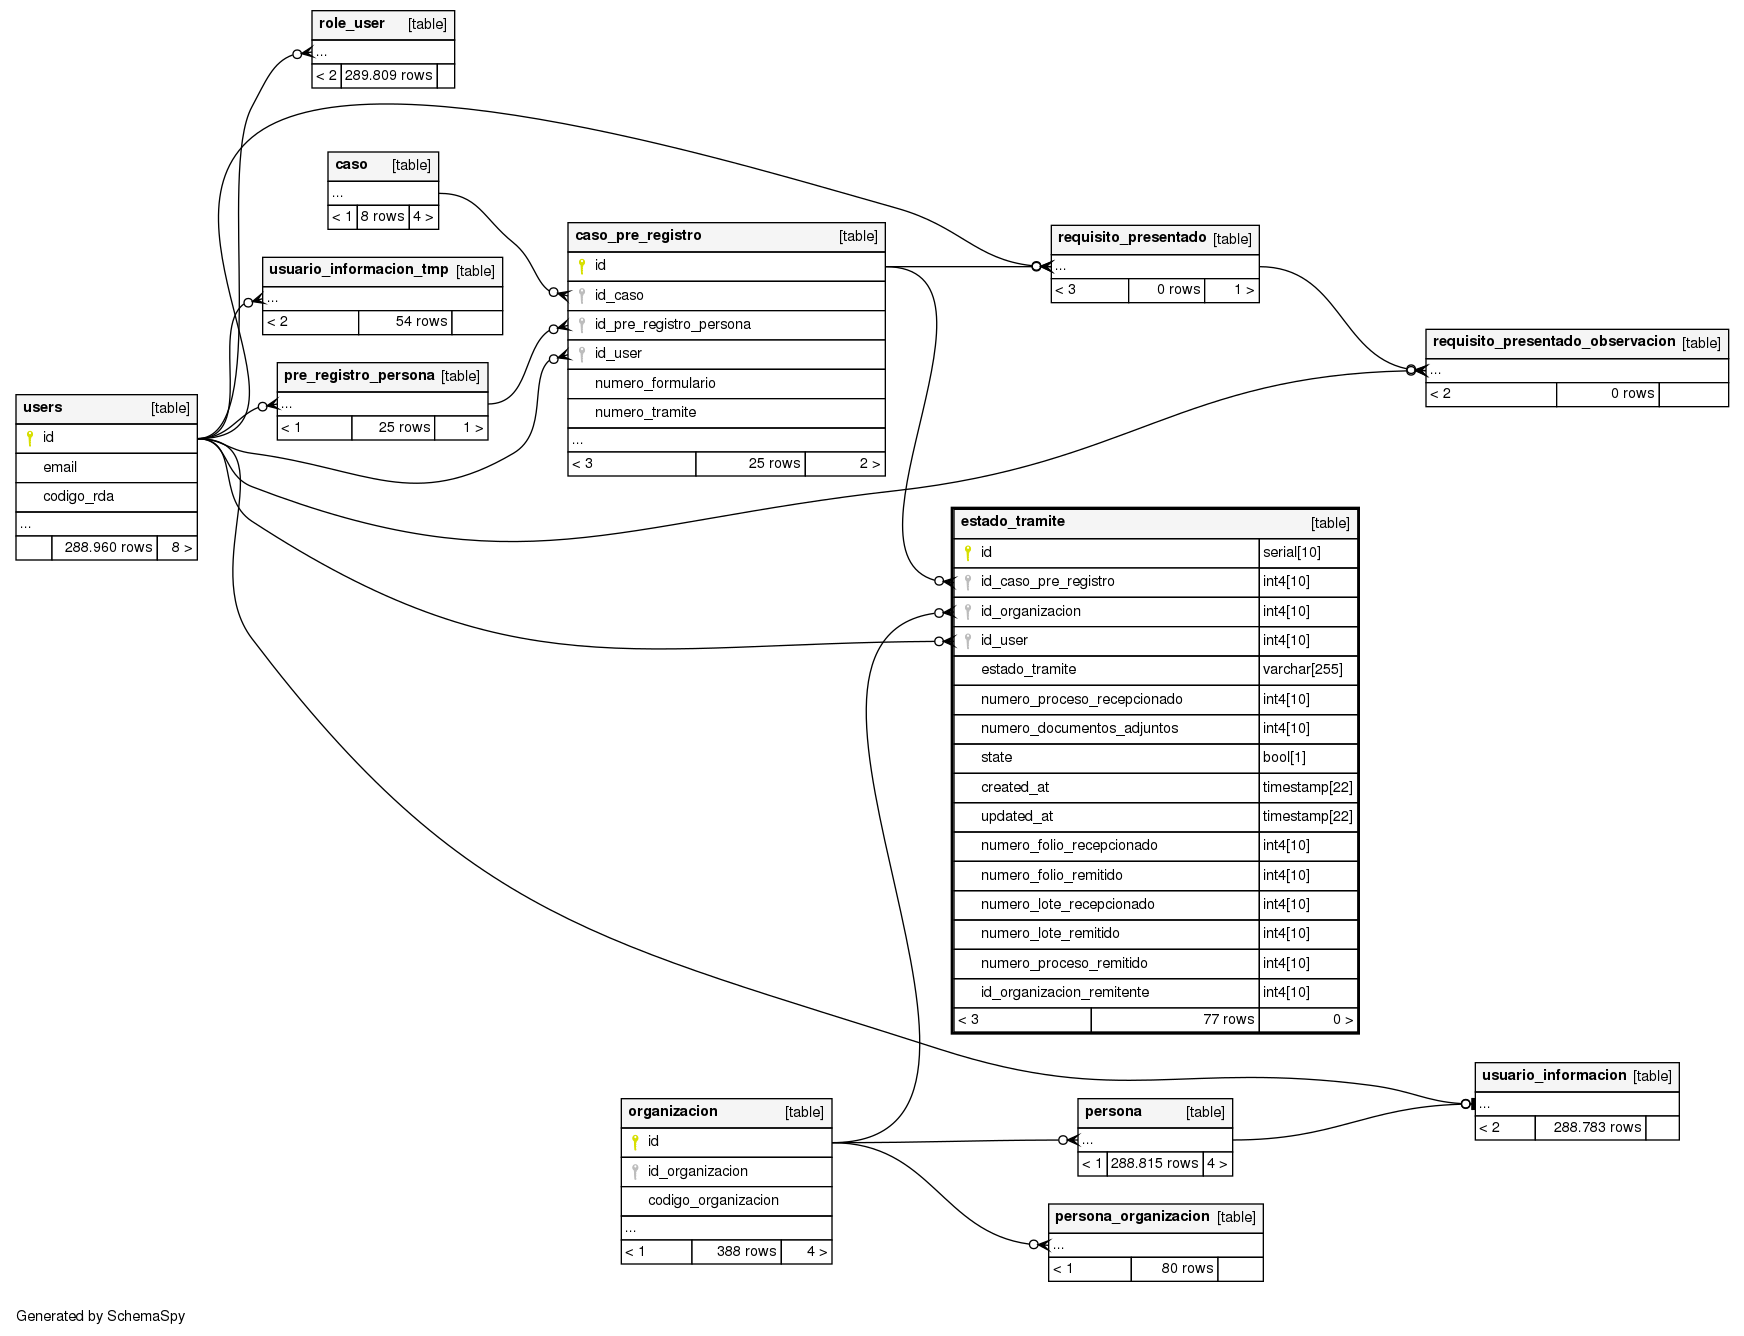 role_user [table]
...
< 2 289.809 rows
caso [table]
...
< 1 8 rows 4 >
usuario_informacion_tmp [table]
...
< 2 54 rows
pre_registro_persona [table]
...
< 1 25 rows 1 >
users [table]
id
email
codigo_rda
...
288.960 rows 8 >
caso_pre_registro [table]
id
id_caso
id_pre_registro_persona
id_user
numero_formulario
numero_tramite
...
< 3 25 rows 2 >
requisito_presentado [table]
...
< 3 0 rows 1 >
requisito_presentado_observacion [table]
...
< 2 0 rows
estado_tramite [table]
id serial[10]
id_caso_pre_registro int4[10]
id_organizacion int4[10]
id_user int4[10]
estado_tramite varchar[255]
numero_proceso_recepcionado int4[10]
numero_documentos_adjuntos int4[10]
state bool[1]
created_at timestamp[22]
updated_at timestamp[22]
numero_folio_recepcionado int4[10]
numero_folio_remitido int4[10]
numero_lote_recepcionado int4[10]
numero_lote_remitido int4[10]
numero_proceso_remitido int4[10]
id_organizacion_remitente int4[10]
< 3 77 rows 0 >
organizacion [table]
id
id_organizacion
codigo_organizacion
...
< 1 388 rows 4 >
persona [table]
...
< 1 288.815 rows 4 >
usuario_informacion [table]
...
< 2 288.783 rows
persona_organizacion [table]
...
< 1 80 rows
Generated by SchemaSpy